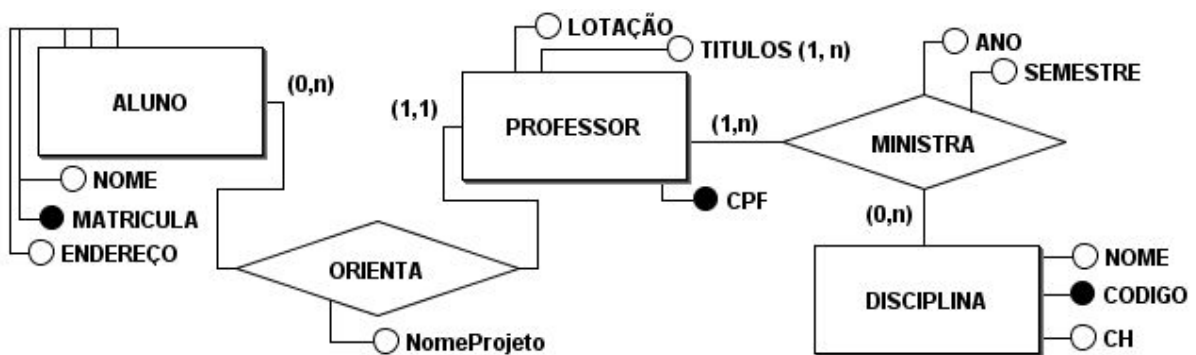 LOTAÇÃO
TITULOS (1, n)
ANO
SEMESTRE
ALUNO
(0,n)
(1,1)
PROFESSOR
(1,n)
MINISTRA
NOME
MATRICULA
ENDEREÇO
CPF
(0,n)
ORIENTA
NomeProjeto
DISCIPLINA
NOME
CODIGO
CH